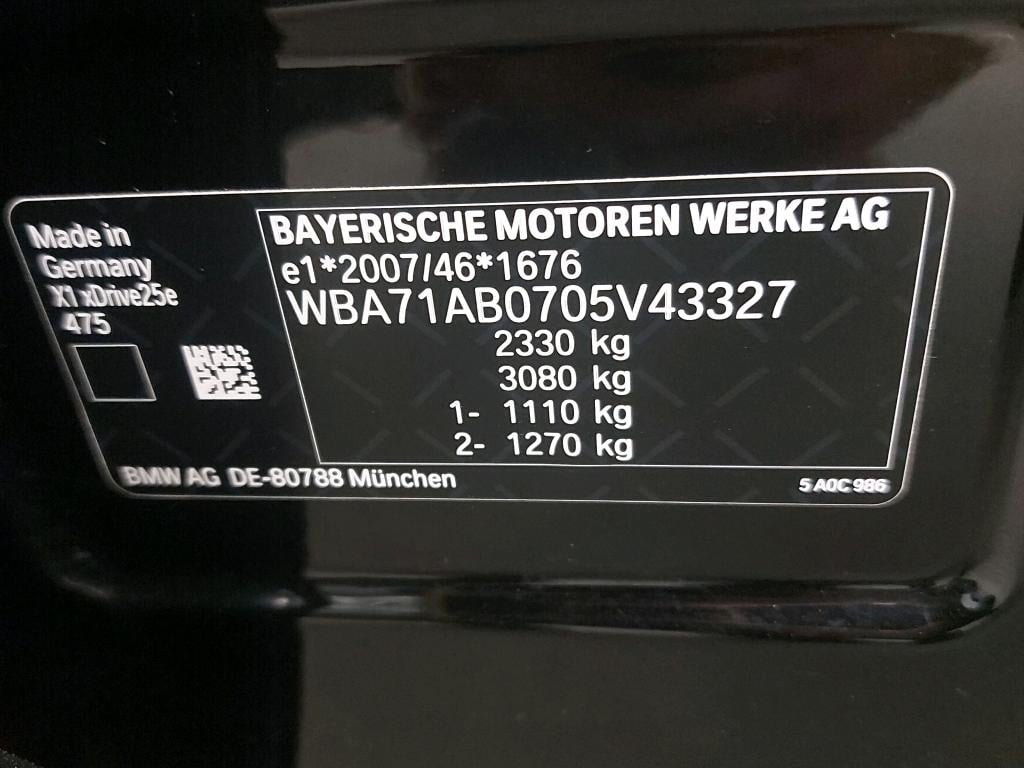 Made in
Germany
X1 xDrive25e
475
BAYERISCHE MOTOREN WERKE AG
e1*2007/46*1676
WBA71AB0705V43327
2330 kg
3080 kg
1- 1110 kg
2- 1270 kg
BMW AG DE-80788 München
5 A0C 986